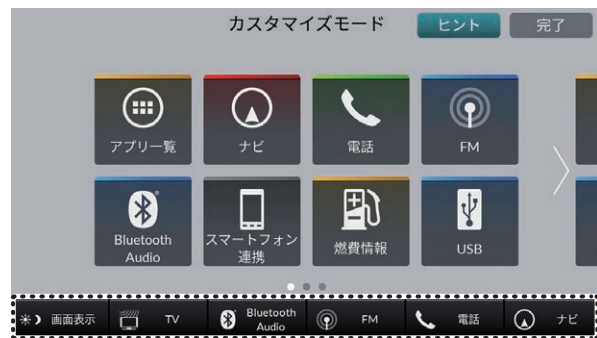 カスタマイズモード
ヒント
完了
アプリ一覧
ナビ
電話
FM
Bluetooth
Audio
スマートフォン
連携
燃費情報
USB
画面表示
TV
Bluetooth
Audio
FM
電話
ナビ